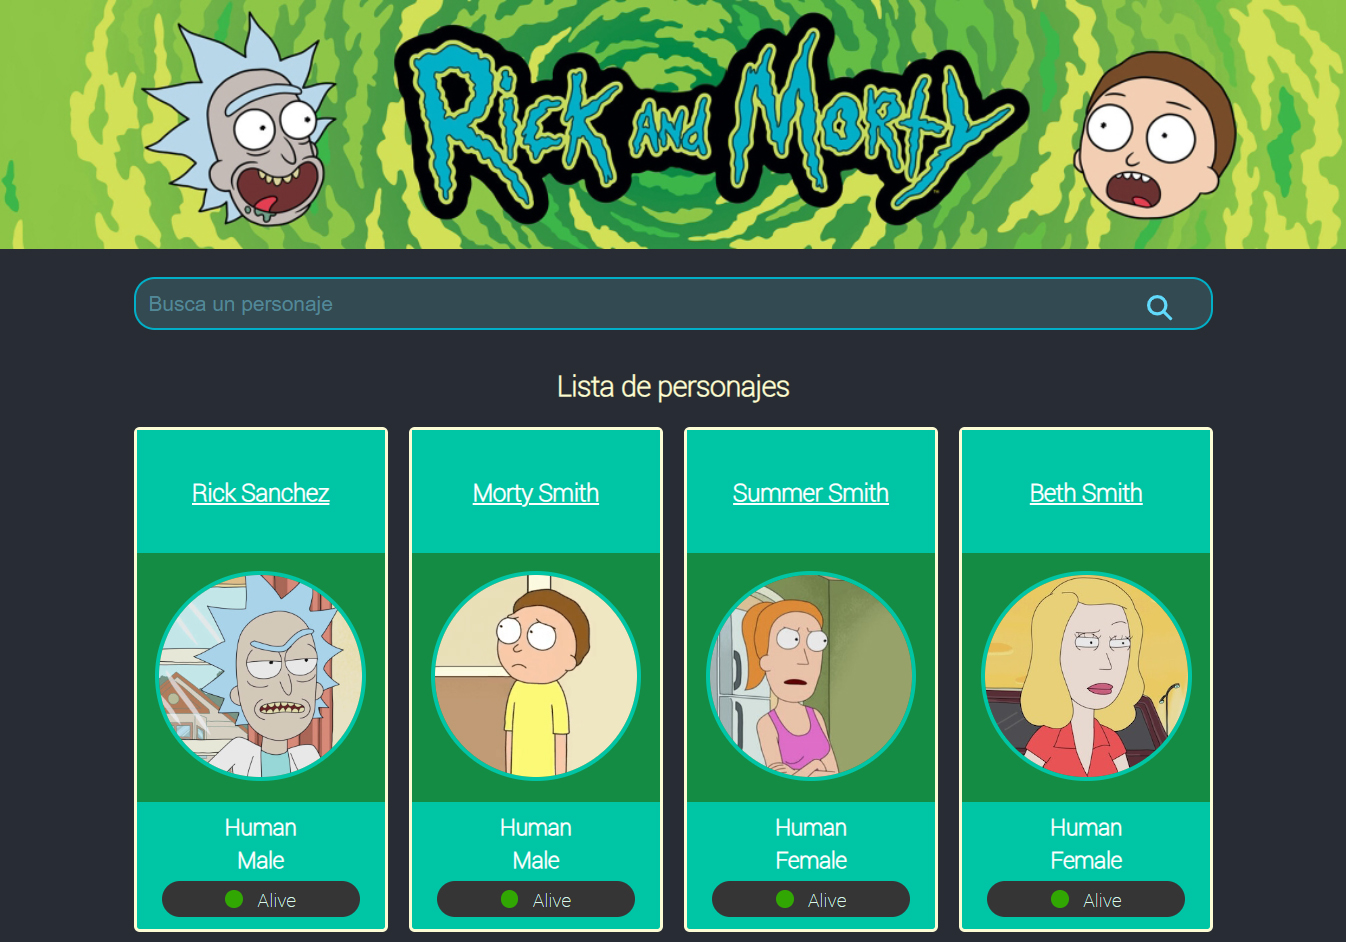 Rick and Morty
Busca un personaje
Lista de personajes
Rick Sanchez
Morty Smith
Summer Smith
Beth Smith
Human
Male
Alive
Human
Male
Alive
Human
Female
Alive
Human
Female
Alive